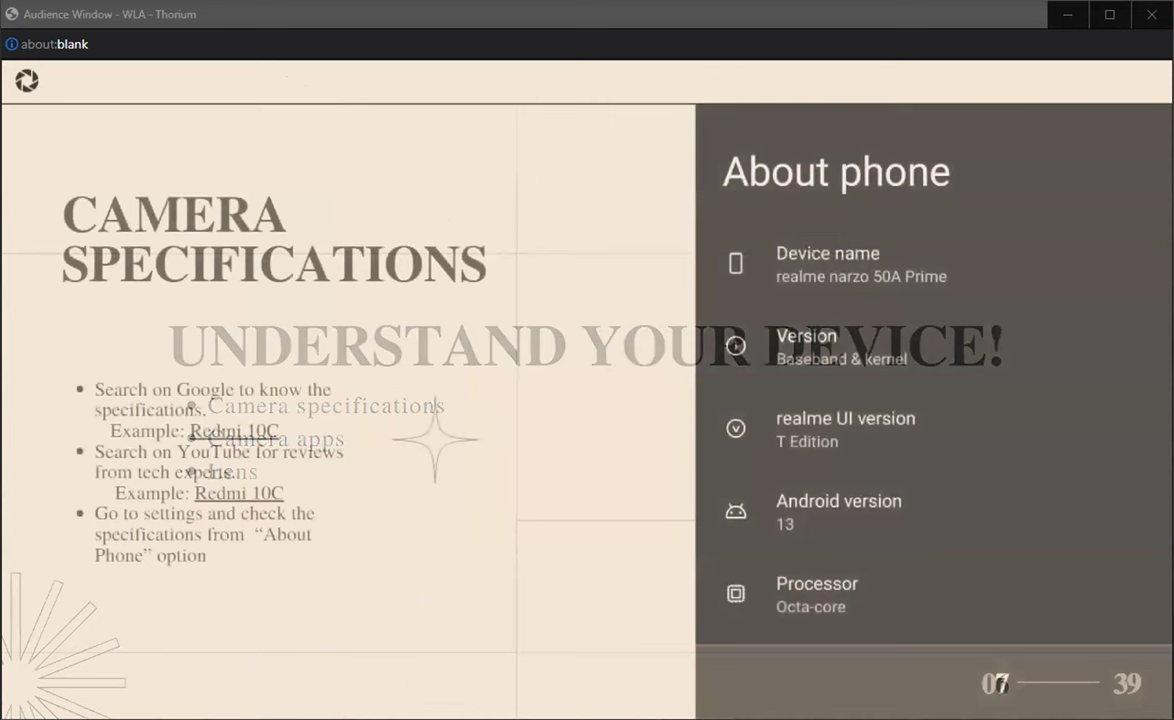 Audience Window - WLA - Thorium
about:blank
CAMERA
SPECIFICATIONS
UNDERSTAND YOUR DEVICE!
Search on Google to know the
specifications.
Example: Redmi 10C
Search on YouTube for reviews
from tech experts.
Example: Redmi 10C
Go to settings and check the
specifications from “About
Phone” option
Camera specifications
Camera apps
Lens
About phone
Device name
realme narzo 50A Prime
Version
Baseband & kernel
realme UI version
T Edition
Android version
13
Processor
Octa-core
39